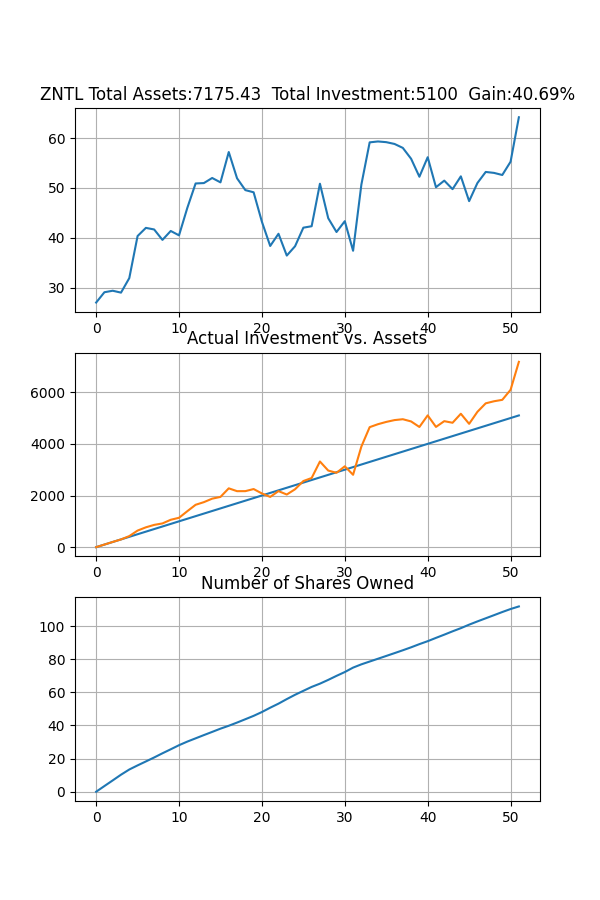 ZNTL Total Assets:7175.43  Total Investment:5100  Gain:40.69%
60
50
40
30
0 10 20 30 40 50
Actual Investment vs. Assets
6000
4000
2000
0
0 10 20 30 40 50
Number of Shares Owned
100
80
60
40
20
0
0 10 20 30 40 50